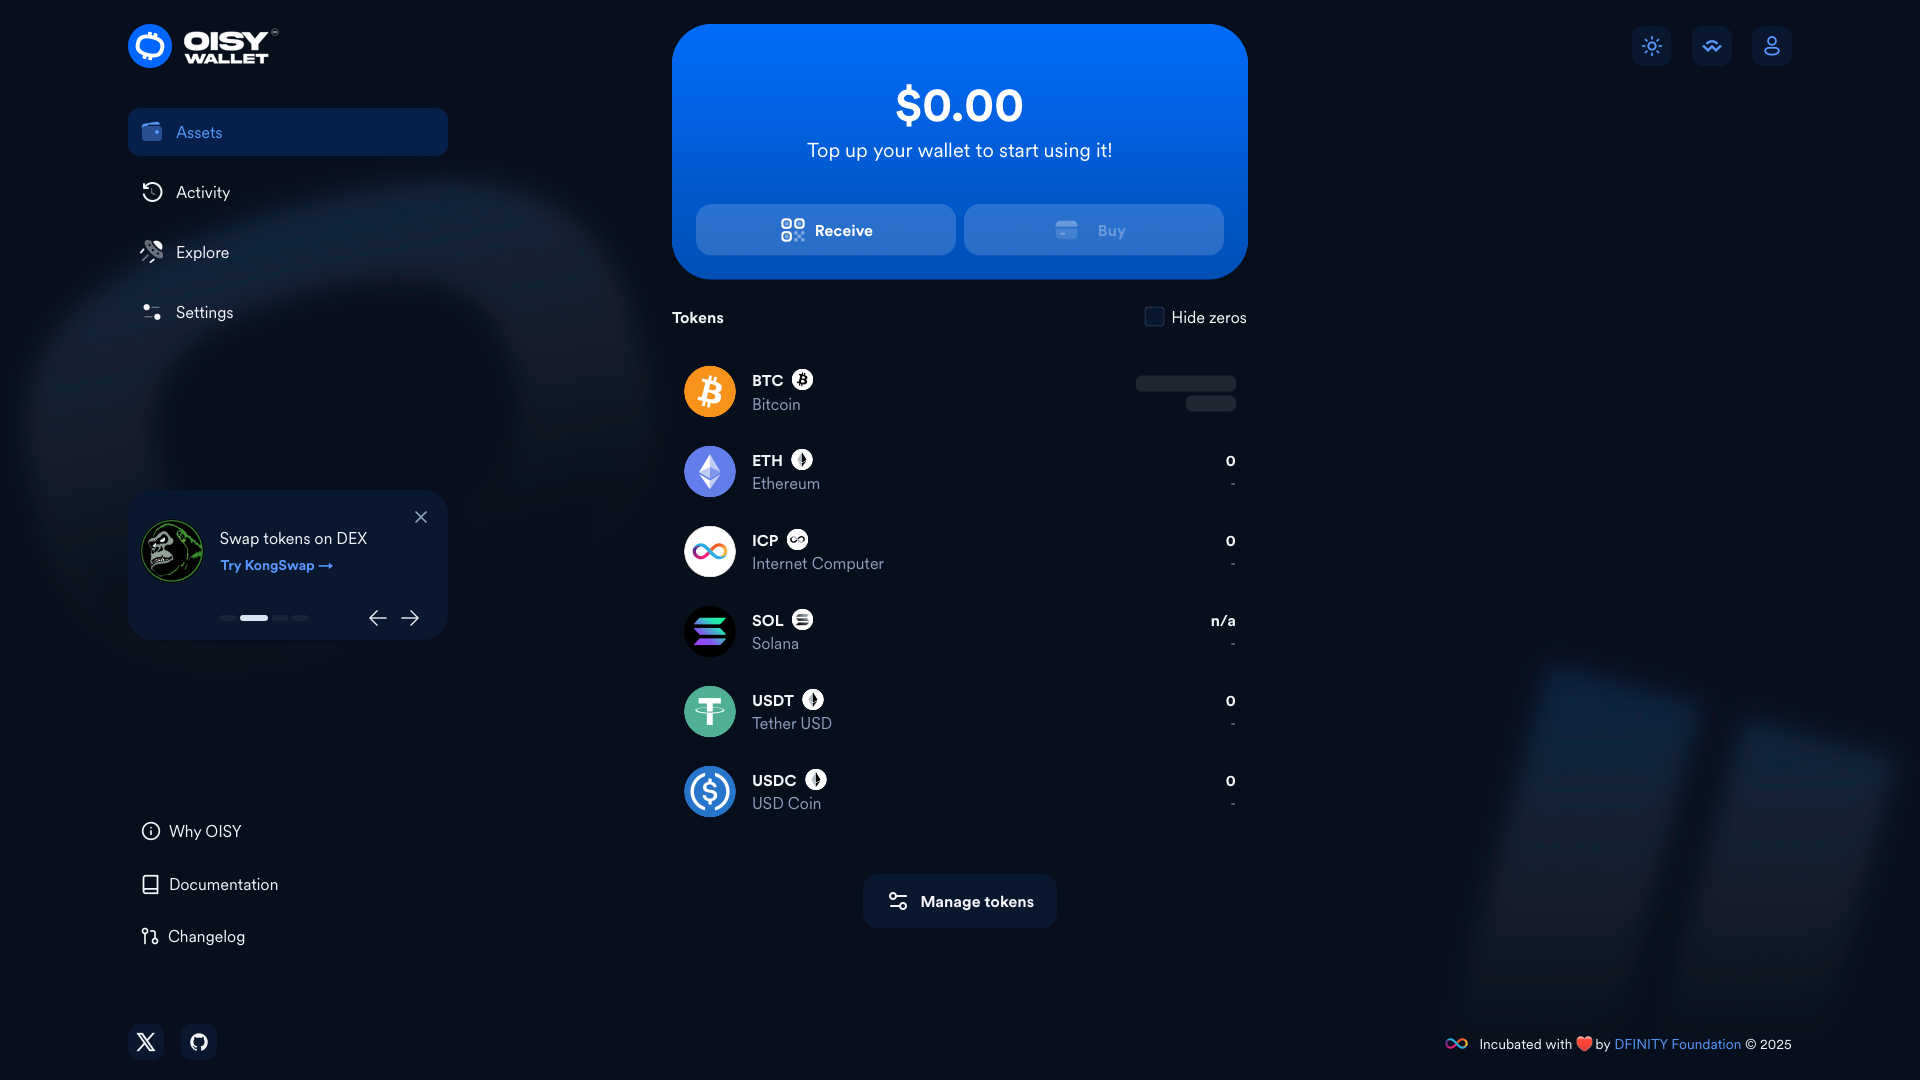 OISY
WALLET
Assets
Activity
Explore
Settings
Swap tokens on DEX
Try KongSwap →
Why OISY
Documentation
Changelog
$0.00
Top up your wallet to start using it!
Receive
Buy
Tokens
Hide zeros
BTC
Bitcoin
ETH
0
Ethereum
-
ICP
0
Internet Computer
-
SOL
n/a
Solana
-
USDT
0
Tether USD
-
USDC
0
USD Coin
-
Manage tokens
Incubated with ❤️ by DFINITY Foundation © 2025